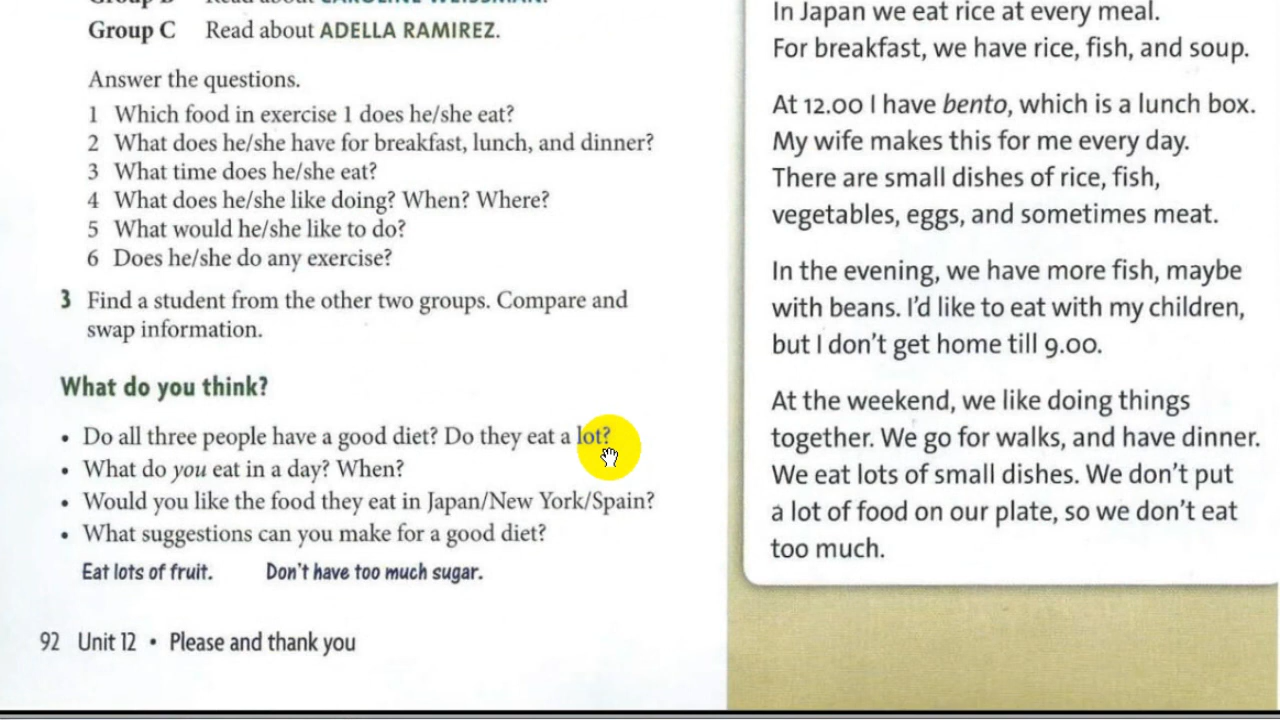 Group C Read about ADELLA RAMIREZ.
Answer the questions.
1 Which food in exercise 1 does he/she eat?
2 What does he/she have for breakfast, lunch, and dinner?
3 What time does he/she eat?
4 What does he/she like doing? When? Where?
5 What would he/she like to do?
6 Does he/she do any exercise?
3 Find a student from the other two groups. Compare and
swap information.
What do you think?
• Do all three people have a good diet? Do they eat a lot?
• What do you eat in a day? When?
• Would you like the food they eat in Japan/New York/Spain?
• What suggestions can you make for a good diet?
Eat lots of fruit. Don't have too much sugar.
92 Unit 12 • Please and thank you
In Japan we eat rice at every meal.
For breakfast, we have rice, fish, and soup.
At 12.00 I have bento, which is a lunch box.
My wife makes this for me every day.
There are small dishes of rice, fish,
vegetables, eggs, and sometimes meat.
In the evening, we have more fish, maybe
with beans. I'd like to eat with my children,
but I don't get home till 9.00.
At the weekend, we like doing things
together. We go for walks, and have dinner.
We eat lots of small dishes. We don't put
a lot of food on our plate, so we don't eat
too much.